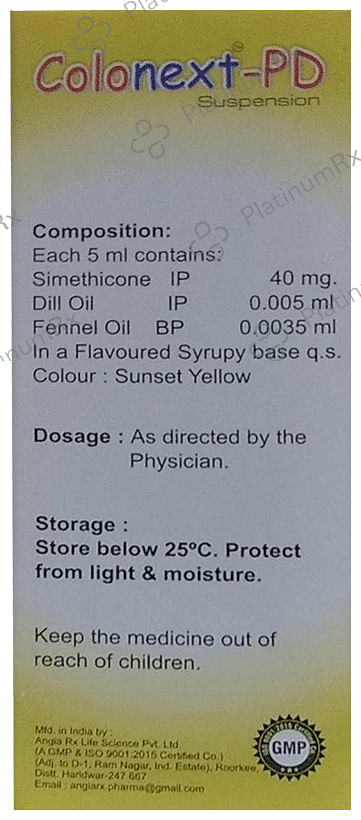 Colonext-PD
Suspension
Composition:
Each 5 ml contains:
Simethicone IP 40 mg.
Dill Oil IP 0.005 ml
Fennel Oil BP 0.0035 ml
In a Flavoured Syrupy base q.s.
Colour : Sunset Yellow
Dosage : As directed by the
Physician.
Storage :
Store below 25ºC. Protect
from light & moisture.
Keep the medicine out of
reach of children.
Mfd. in India by :
Angia Rx Life Science Pvt. Ltd.
(A GMP & ISO 9001:2015 Certified Co.)
(Adj. to D-1, Ram Nagar, Ind. Estate), Roorkee,
Distt. Haridwar-247 667
Email : angiarx.pharma@gmail.com
GMP
PlatinumRx